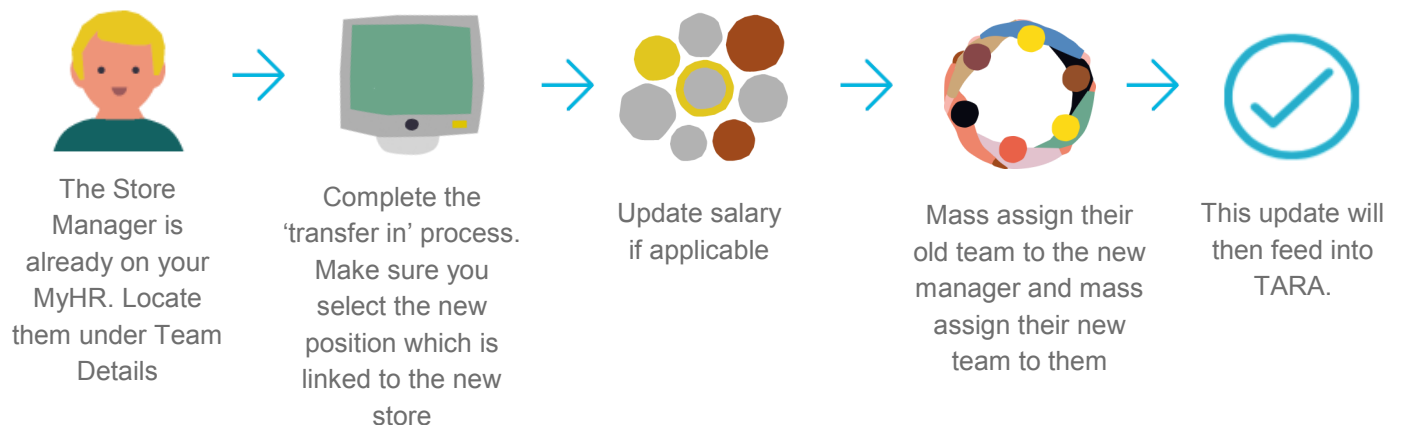 The Store
Manager is
already on your
MyHR. Locate
them under Team
Details
Complete the
‘transfer in’ process.
Make sure you
select the new
position which is
linked to the new
store
Update salary
if applicable
Mass assign their
old team to the new
manager and mass
assign their new
team to them
This update will
then feed into
TARA.